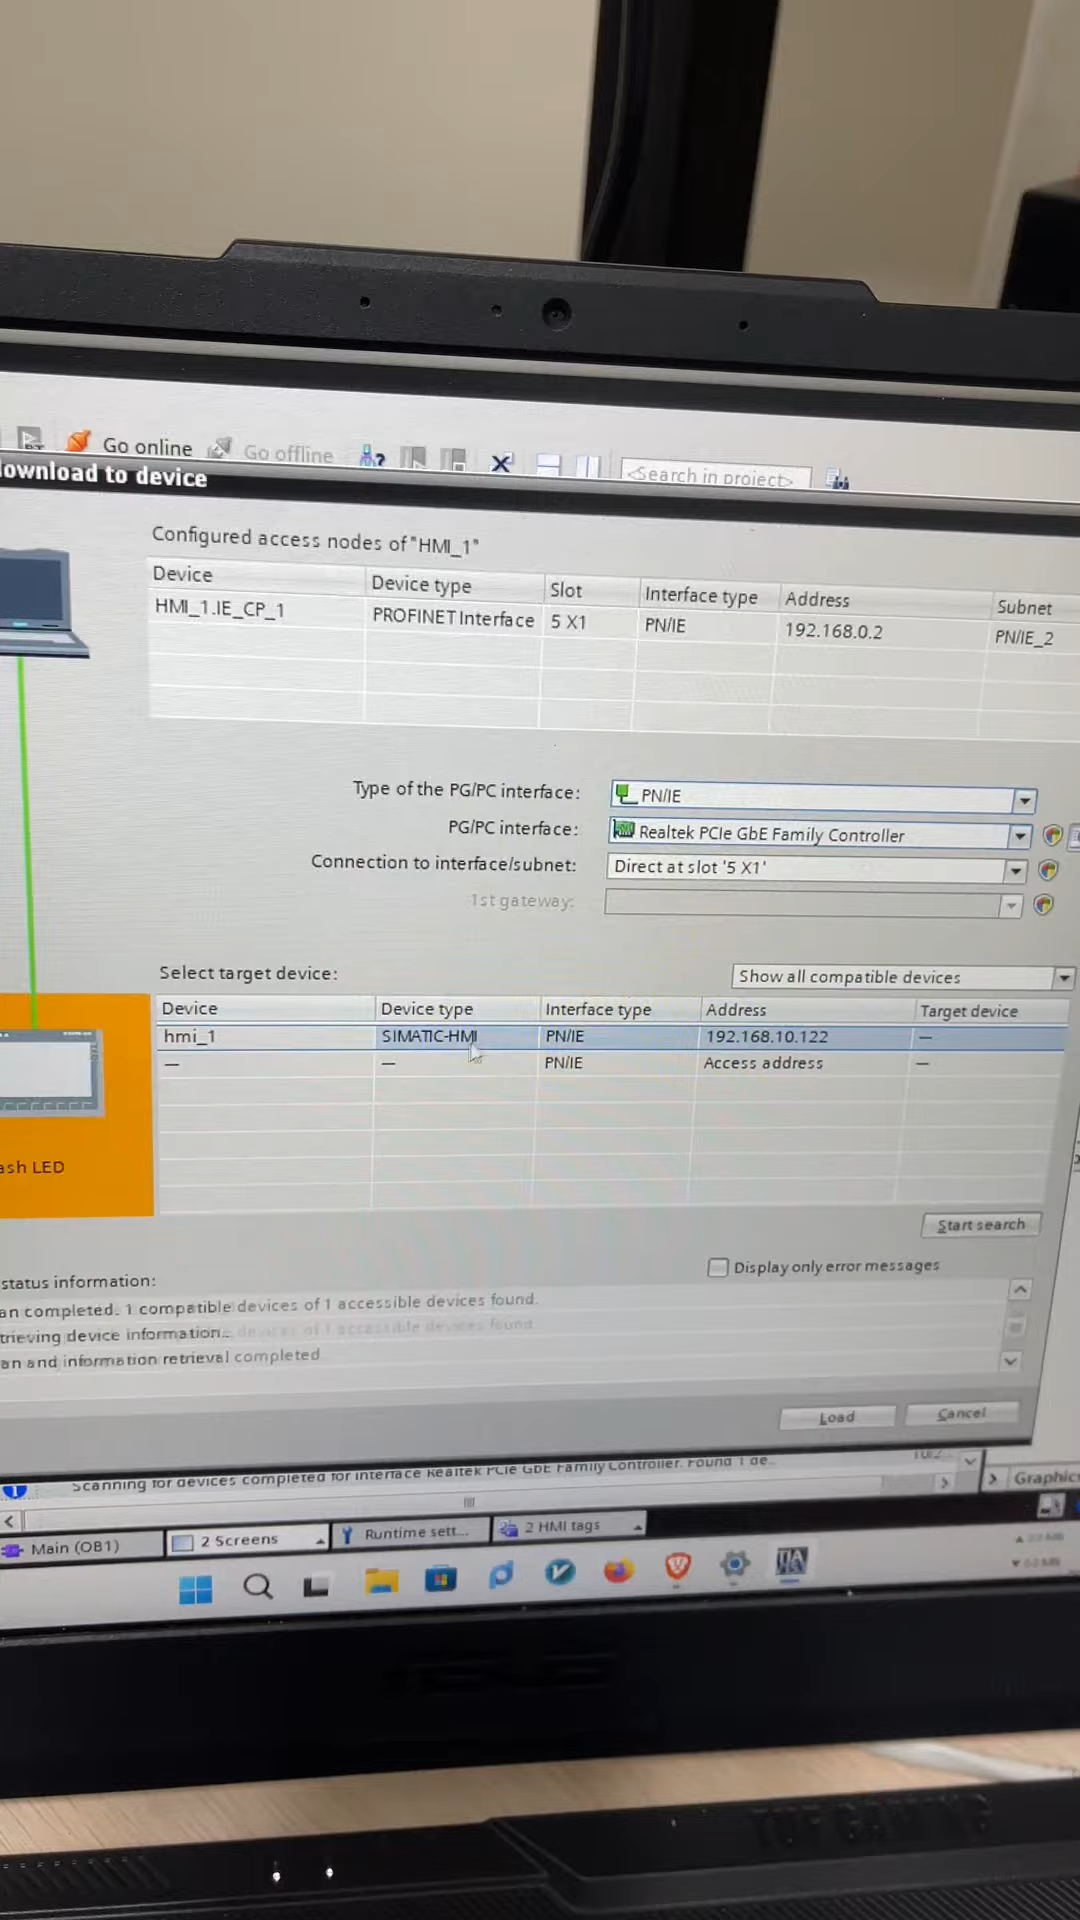 Go online Go offline <Search in project>
ownload to device
Configured access nodes of "HMI_1"
Device Device type Slot Interface type Address Subnet
HMI_1.IE_CP_1 PROFINET Interface 5 X1 PN/IE 192.168.0.2 PN/IE_2
Type of the PG/PC interface: PN/IE
PG/PC interface: Realtek PCIe GbE Family Controller
Connection to interface/subnet: Direct at slot '5 X1'
1st gateway:
Select target device: Show all compatible devices
Device Device type Interface type Address Target device
hmi_1 SIMATIC-HMI PN/IE 192.168.10.122 —
— — PN/IE Access address —
ash LED
Start search
status information: Display only error messages
an completed. 1 compatible devices of 1 accessible devices found.
trieving device information...
an and information retrieval completed.
Load Cancel
Scanning for devices completed for interface Realtek PCIe GbE Family Controller. Found 1 de...
Graphics
Main (OB1) 2 Screens Runtime sett... 2 HMI tags
TUF GAMING